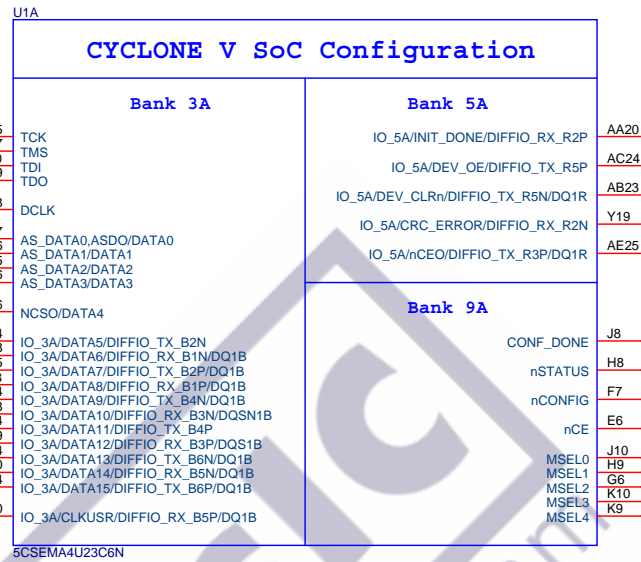 U1A
CYCLONE V SoC Configuration
Bank 3A
TCK
TMS
TDI
TDO
DCLK
AS_DATA0,ASDO/DATA0
AS_DATA1/DATA1
AS_DATA2/DATA2
AS_DATA3/DATA3
NCSO/DATA4
IO_3A/DATA5/DIFFIO_TX_B2N
IO_3A/DATA6/DIFFIO_RX_B1N/DQ1B
IO_3A/DATA7/DIFFIO_TX_B2P/DQ1B
IO_3A/DATA8/DIFFIO_RX_B1P/DQ1B
IO_3A/DATA9/DIFFIO_TX_B4N/DQ1B
IO_3A/DATA10/DIFFIO_RX_B3N/DQSN1B
IO_3A/DATA11/DIFFIO_TX_B4P
IO_3A/DATA12/DIFFIO_RX_B3P/DQS1B
IO_3A/DATA13/DIFFIO_TX_B6N/DQ1B
IO_3A/DATA14/DIFFIO_RX_B5N/DQ1B
IO_3A/DATA15/DIFFIO_TX_B6P/DQ1B
IO_3A/CLKUSR/DIFFIO_RX_B5P/DQ1B
Bank 5A
IO_5A/INIT_DONE/DIFFIO_RX_R2P AA20
IO_5A/DEV_OE/DIFFIO_TX_R5P AC24
IO_5A/DEV_CLRn/DIFFIO_TX_R5N/DQ1R AB23
IO_5A/CRC_ERROR/DIFFIO_RX_R2N Y19
IO_5A/nCEO/DIFFIO_TX_R3P/DQ1R AE25
Bank 9A
CONF_DONE J8
nSTATUS H8
nCONFIG F7
nCE E6
MSEL0 J10
MSEL1 H9
MSEL2 G6
MSEL3 K10
MSEL4 K9
5CSEMA4U23C6N